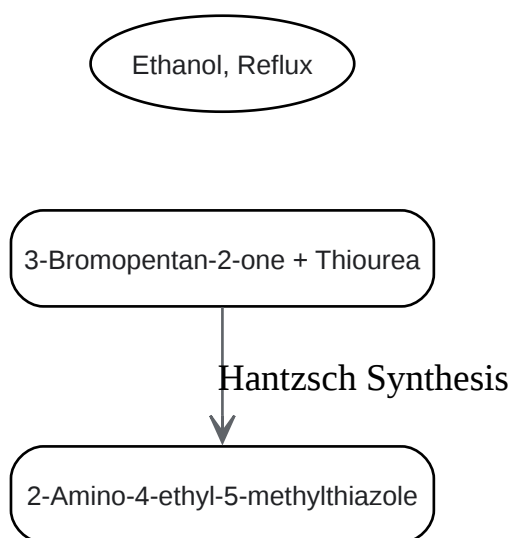 Ethanol, Reflux
3-Bromopentan-2-one + Thiourea
Hantzsch Synthesis
2-Amino-4-ethyl-5-methylthiazole